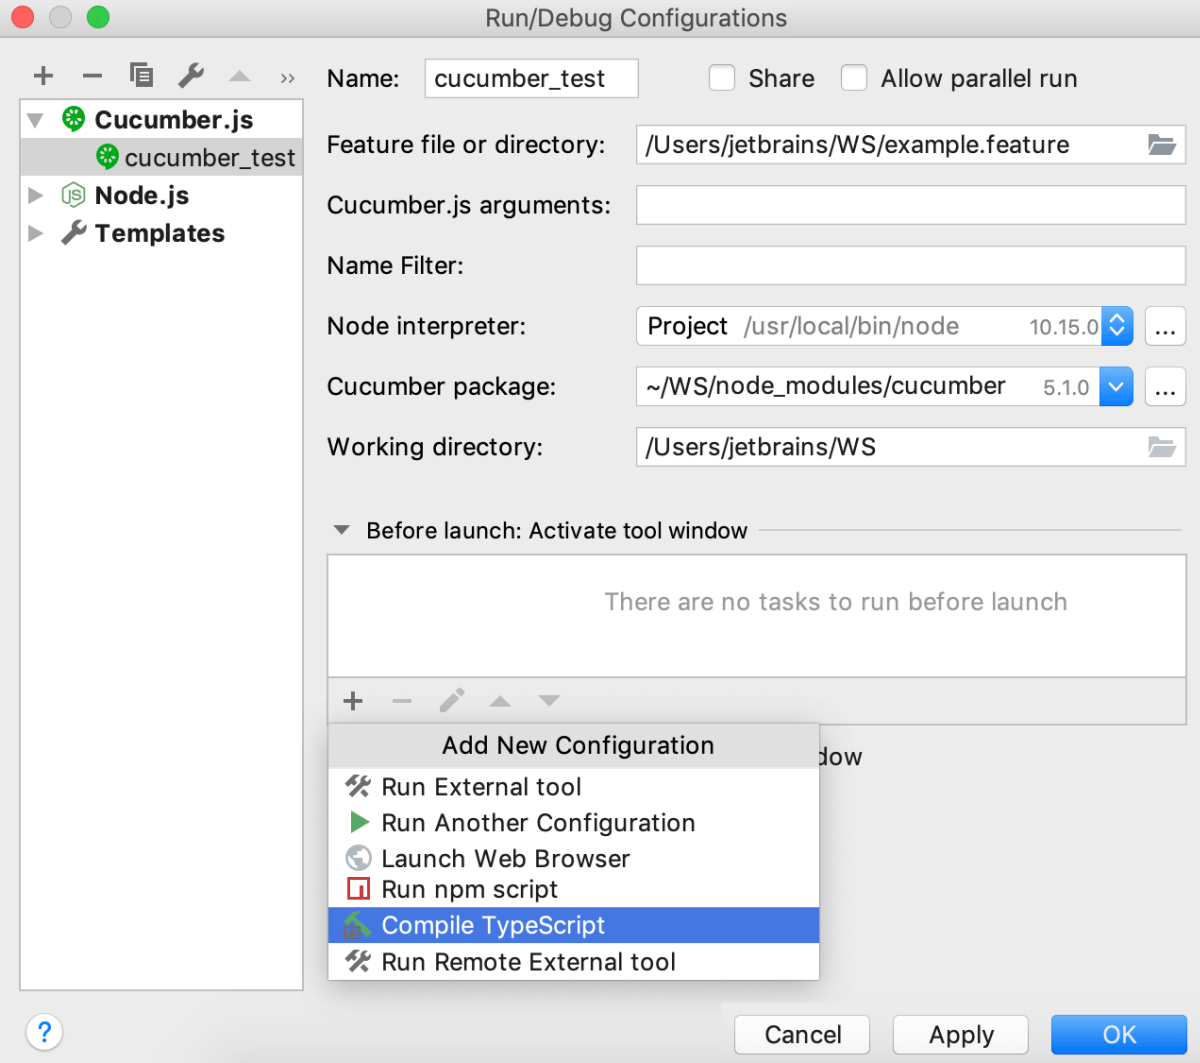 Run/Debug Configurations
Name: cucumber_test Share Allow parallel run
Cucumber.js
cucumber_test
Node.js
Templates
Feature file or directory: /Users/jetbrains/WS/example.feature
Cucumber.js arguments:
Name Filter:
Node interpreter: Project /usr/local/bin/node 10.15.0 ...
Cucumber package: ~/WS/node_modules/cucumber 5.1.0 ...
Working directory: /Users/jetbrains/WS
Before launch: Activate tool window
There are no tasks to run before launch
Add New Configuration
dow
Run External tool
Run Another Configuration
Launch Web Browser
Run npm script
Compile TypeScript
Run Remote External tool
? Cancel Apply OK